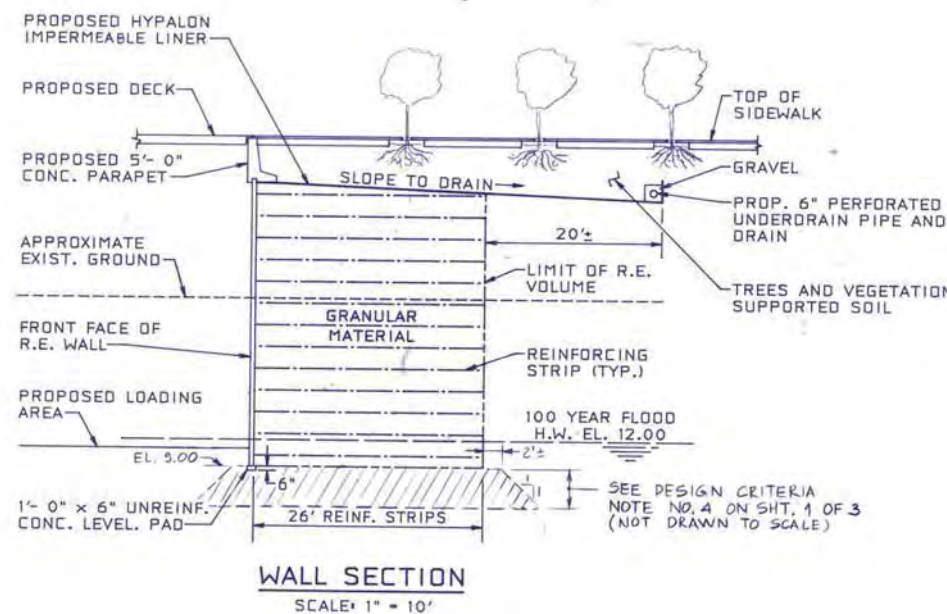 PROPOSED HYPALON
IMPERMEABLE LINER
PROPOSED DECK
TOP OF
SIDEWALK
PROPOSED 5'- 0"
CONC. PARAPET
SLOPE TO DRAIN
GRAVEL
PROP. 6" PERFORATED
UNDERDRAIN PIPE AND
DRAIN
20'±
APPROXIMATE
EXIST. GROUND
LIMIT OF R.E.
VOLUME
TREES AND VEGETATION
SUPPORTED SOIL
GRANULAR
MATERIAL
FRONT FACE OF
R.E. WALL
REINFORCING
STRIP (TYP.)
PROPOSED LOADING
AREA
100 YEAR FLOOD
H.W. EL. 12.00
EL. 9.00
2'±
6"
1
1'- 0" x 6" UNREINF.
CONC. LEVEL. PAD
26' REINF. STRIPS
SEE DESIGN CRITERIA
NOTE NO. 4 ON SHT. 1 OF 3
(NOT DRAWN TO SCALE)
WALL SECTION
SCALE: 1" = 10'